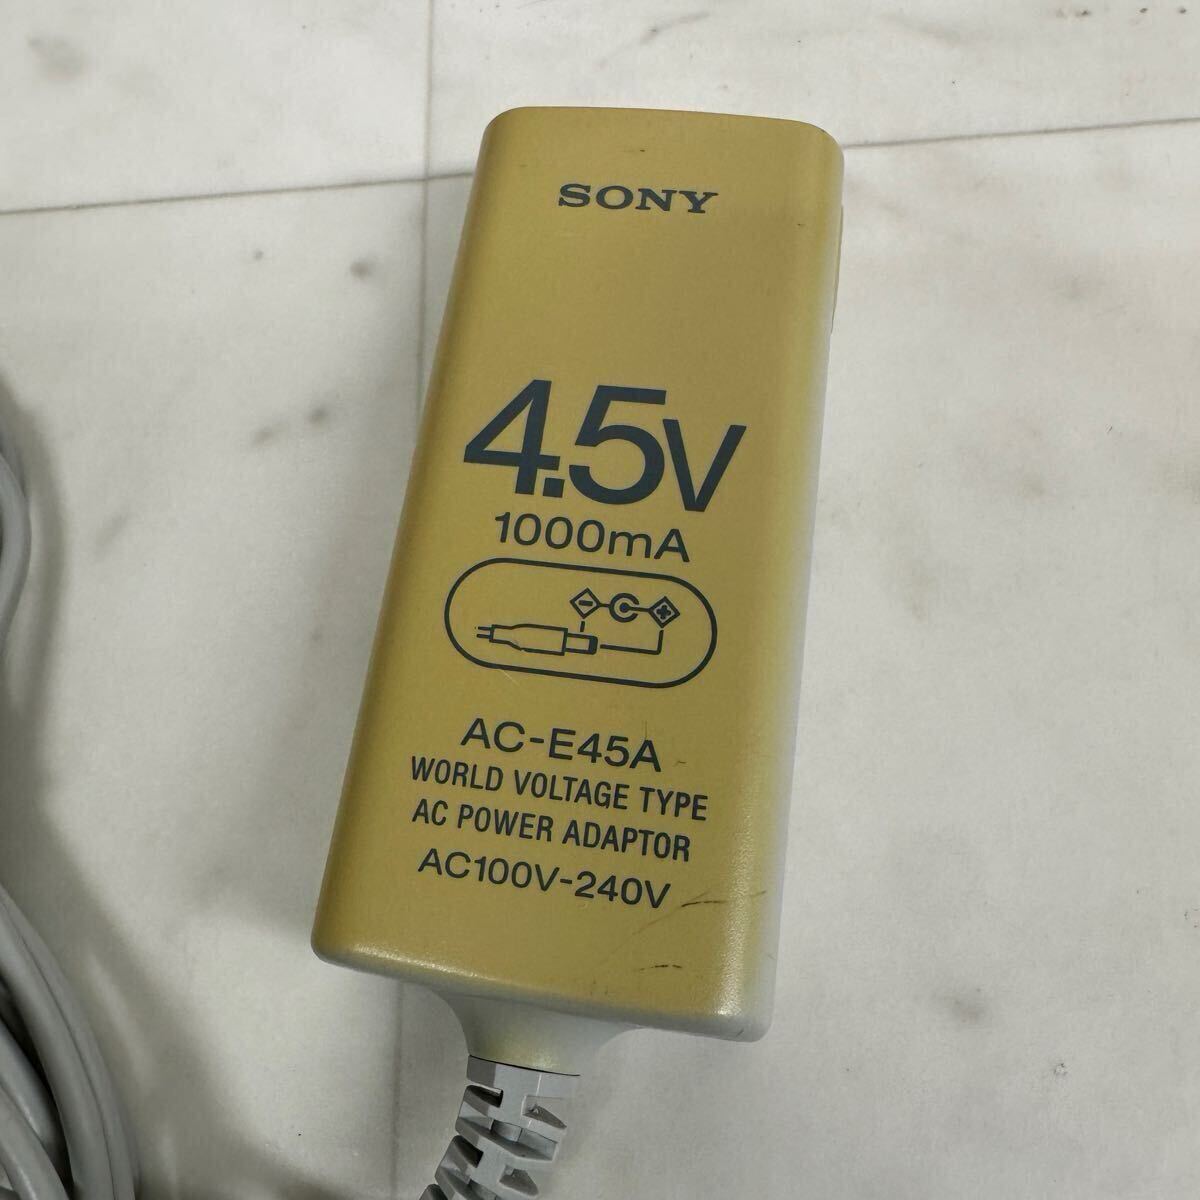 SONY
4.5V
1000mA
AC-E45A
WORLD VOLTAGE TYPE
AC POWER ADAPTOR
AC100V-240V